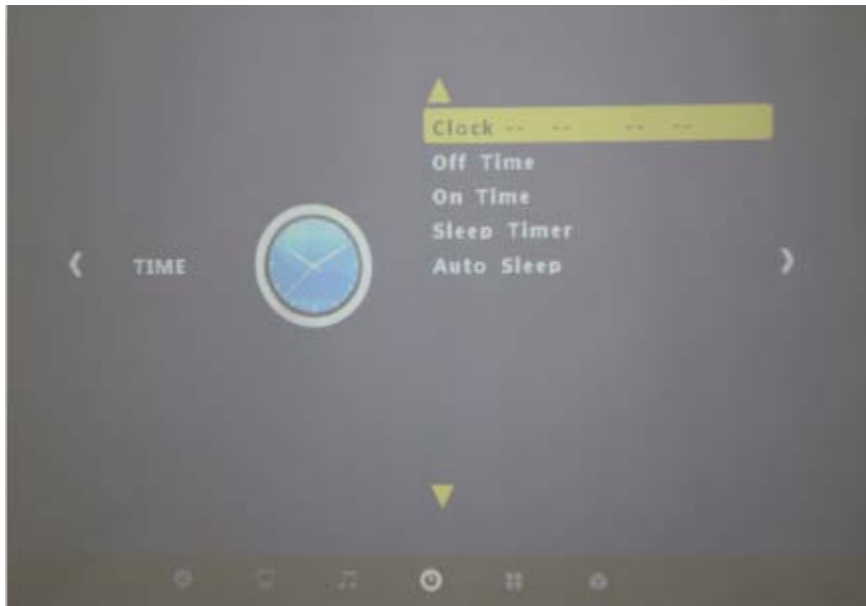 Clock -- -- -- --
Off Time
On Time
Sleep Timer
TIME
Auto Sleep